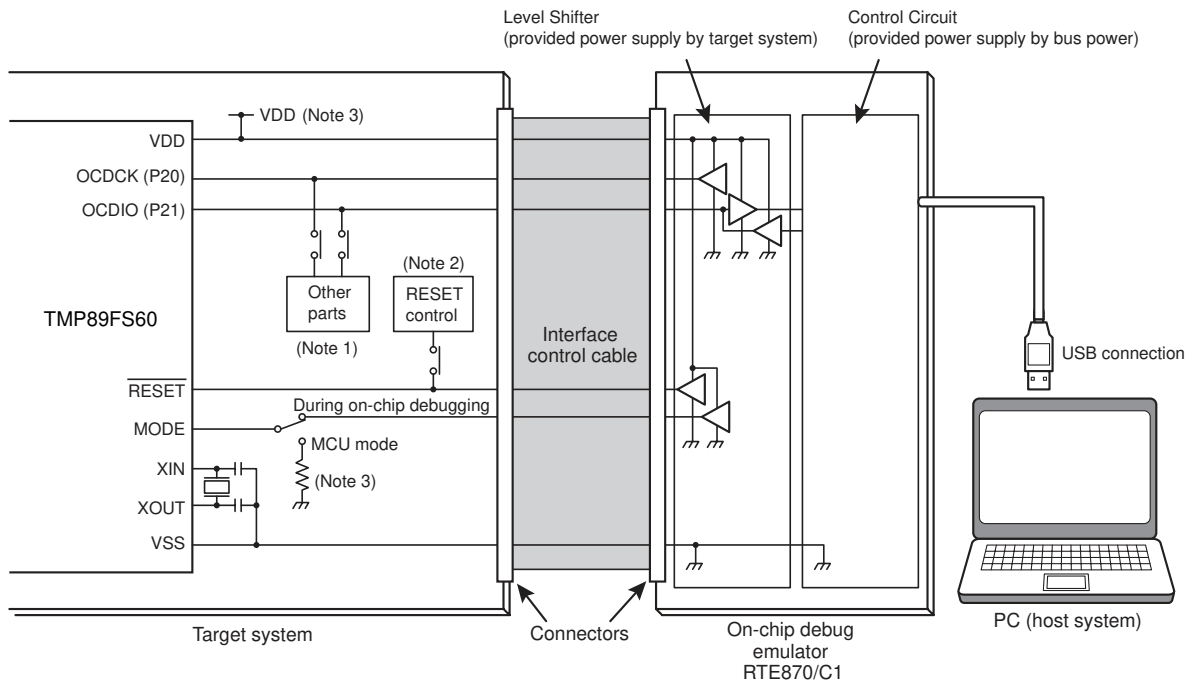 Level Shifter
(provided power supply by target system)
Control Circuit
(provided power supply by bus power)
VDD (Note 3)
VDD
OCDCK (P20)
OCDIO (P21)
(Note 2)
Other
parts
RESET
control
TMP89FS60
(Note 1)
Interface
control cable
USB connection
RESET
During on-chip debugging
MODE
MCU mode
XIN
(Note 3)
XOUT
VSS
Target system
Connectors
On-chip debug
emulator
RTE870/C1
PC (host system)